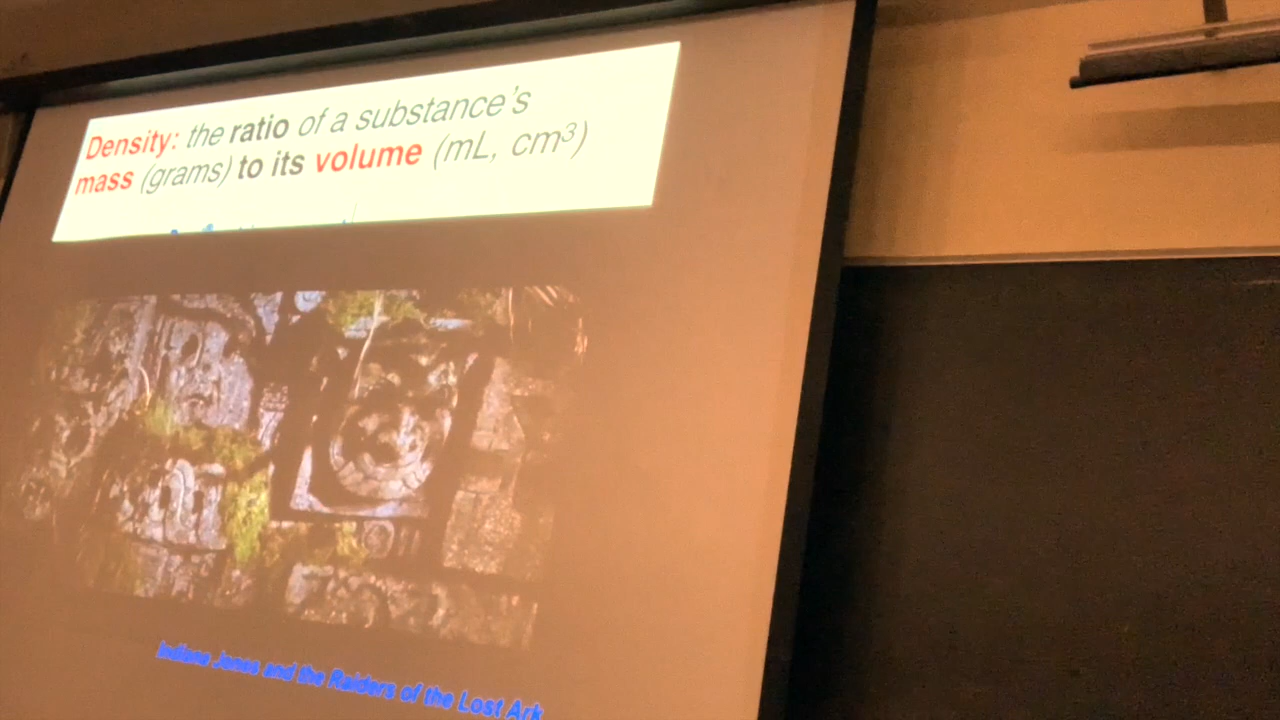 Density: the ratio of a substance's
mass (grams) to its volume (mL, cm³)
Indiana Jones and the Raiders of the Lost Ark